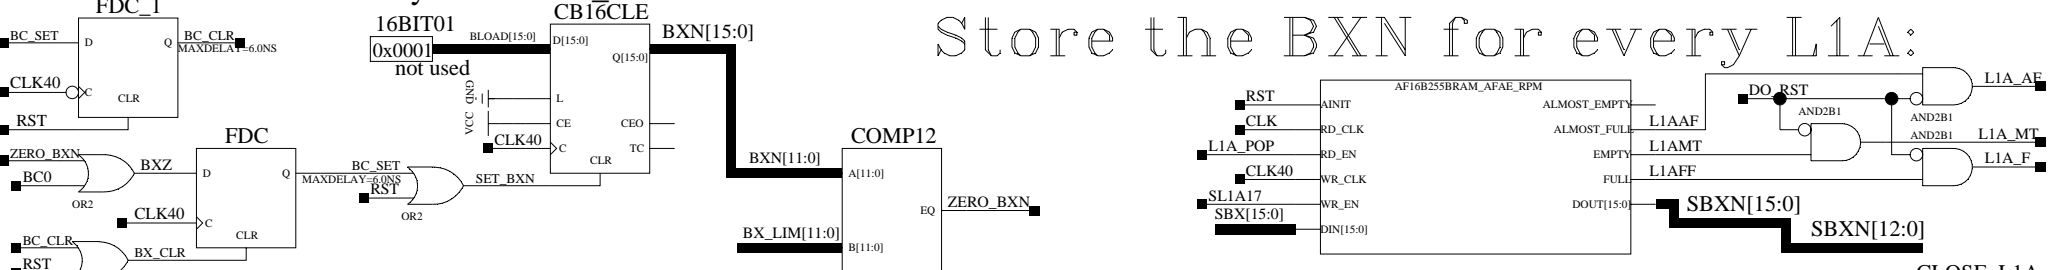 FDC_1
BC_SET
D
Q
BC_CLR
MAXDELAY=6.0NS
CLK40
C
CLR
RST
ZERO_BXN
BC0
OR2
BXZ
FDC
D
Q
CLK40
C
CLR
BC_CLR
RST
BX_CLR
BC_SET
MAXDELAY=6.0NS
RST
OR2
SET_BXN
16BIT01
0x0001
not used
BLOAD[15:0]
CB16CLE
D[15:0]
Q[15:0]
GND
L
VCC
CE
CEO
CLK40
C
TC
CLR
BXN[15:0]
BXN[11:0]
COMP12
A[11:0]
EQ
ZERO_BXN
BX_LIM[11:0]
B[11:0]
Store the BXN for every L1A:
AF16B255BRAM_AFAE_RPM
RST
AINIT
ALMOST_EMPTY
CLK
RD_CLK
ALMOST_FULL
L1AAF
L1A_POP
RD_EN
EMPTY
L1AMT
CLK40
WR_CLK
FULL
L1AFF
SL1A17
WR_EN
DOUT[15:0]
SBX[15:0]
DIN[15:0]
SBXN[15:0]
SBXN[12:0]
DO_RST
AND2B1
AND2B1
AND2B1
L1A_AF
L1A_MT
L1A_F
CLOSE_L1A